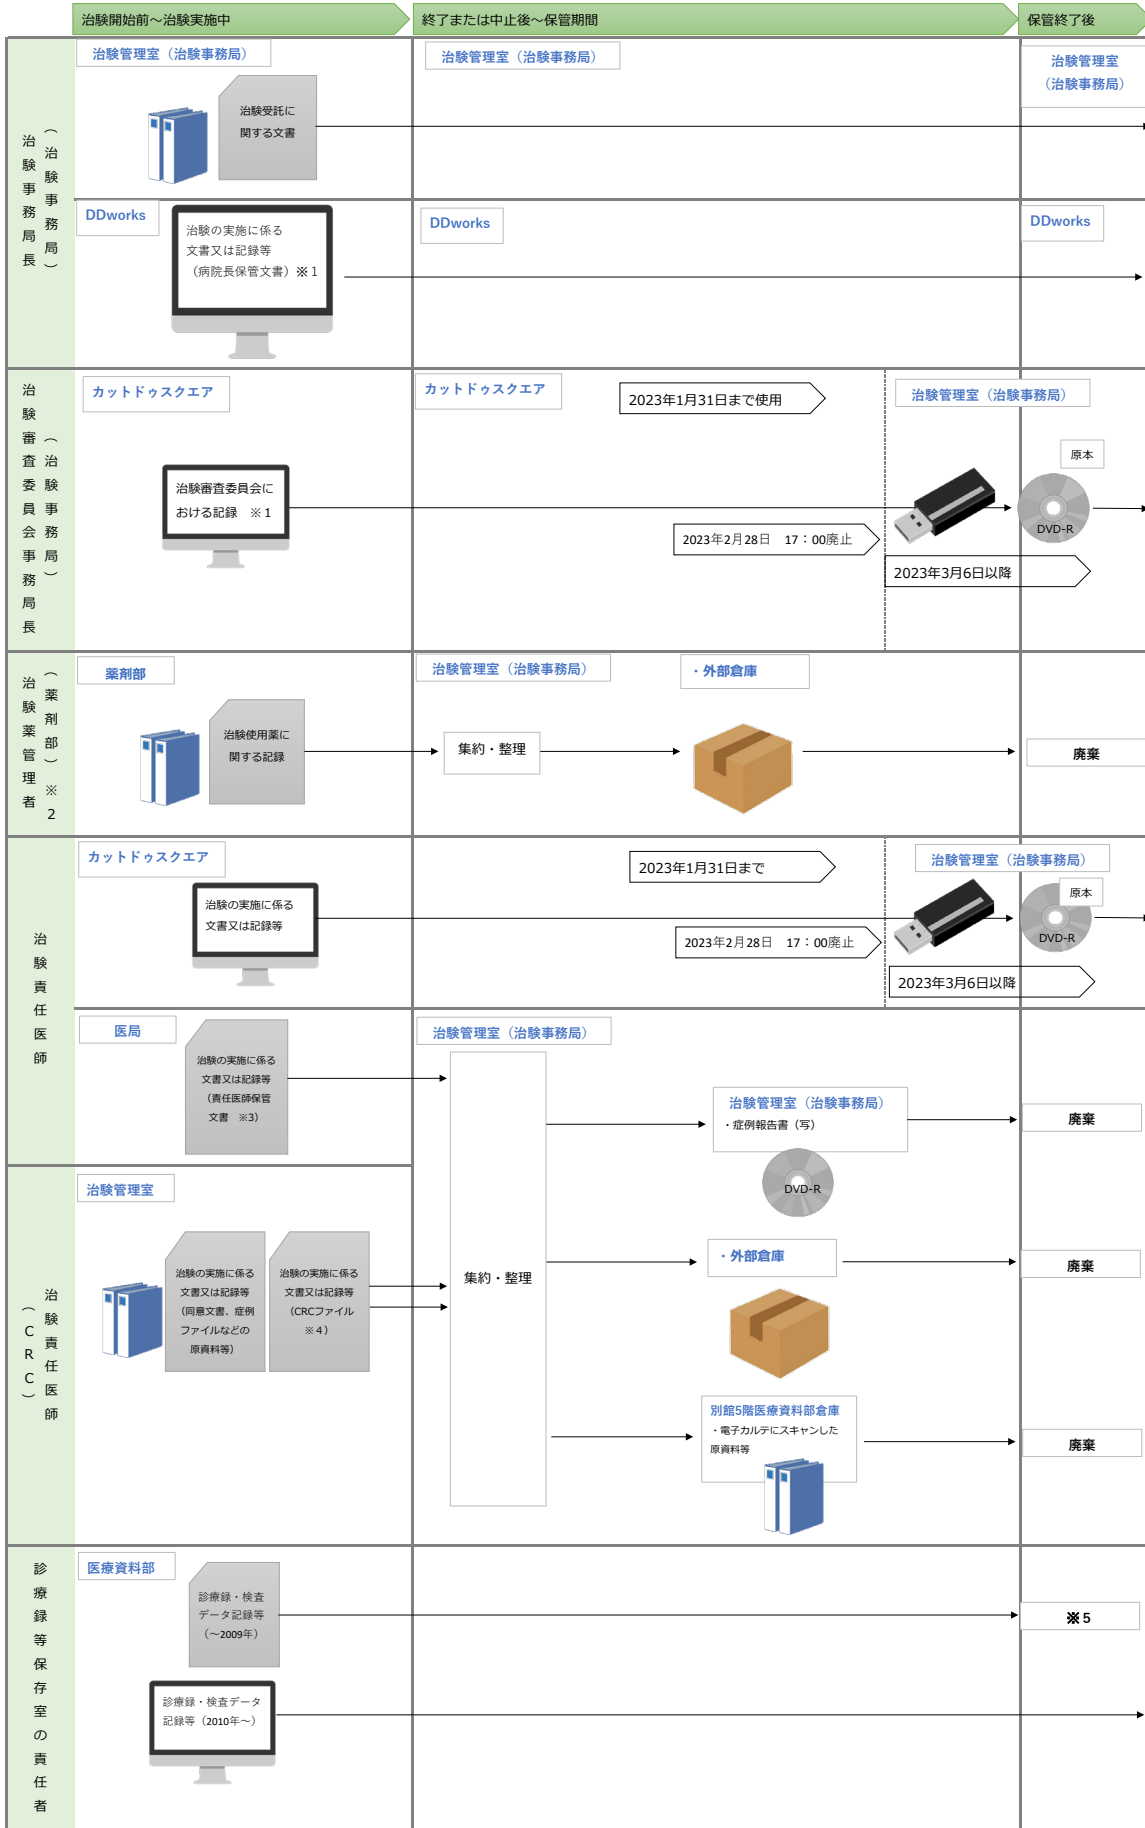 治験開始前～治験実施中
終了または中止後～保管期間
保管終了後
治験事務局長
（治験事務局）
治験管理室（治験事務局）
治験受託に
関する文書
治験管理室（治験事務局）
治験管理室
（治験事務局）
DDworks
治験の実施に係る
文書又は記録等
（病院長保管文書）※１
DDworks
DDworks
治験審査委員会事務局長
（治験事務局）
カットドゥスクエア
治験審査委員会に
おける記録　※１
カットドゥスクエア
2023年1月31日まで使用
2023年2月28日　17：00廃止
治験管理室（治験事務局）
2023年3月6日以降
原本
DVD-R
治験薬管理者
（薬剤部）※2
薬剤部
治験使用薬に
関する記録
治験管理室（治験事務局）
集約・整理
・外部倉庫
廃棄
治験責任医師
カットドゥスクエア
治験の実施に係る
文書又は記録等
2023年1月31日まで
2023年2月28日　17：00廃止
治験管理室（治験事務局）
2023年3月6日以降
原本
DVD-R
医局
治験の実施に係る
文書又は記録等
（責任医師保管
文書　※3）
治験管理室（治験事務局）
集約・整理
治験管理室（治験事務局）
・症例報告書（写）
DVD-R
廃棄
治験責任医師
（CRC）
治験管理室
治験の実施に係る
文書又は記録等
（同意文書、症例
ファイルなどの
原資料等）
治験の実施に係る
文書又は記録等
（CRCファイル
※４）
・外部倉庫
廃棄
別館5階医療資料部倉庫
・電子カルテにスキャンした
原資料等
廃棄
診療録等保存室の責任者
医療資料部
診療録・検査
データ記録等
（～2009年）
※５
診療録・検査データ
記録等（2010年～）